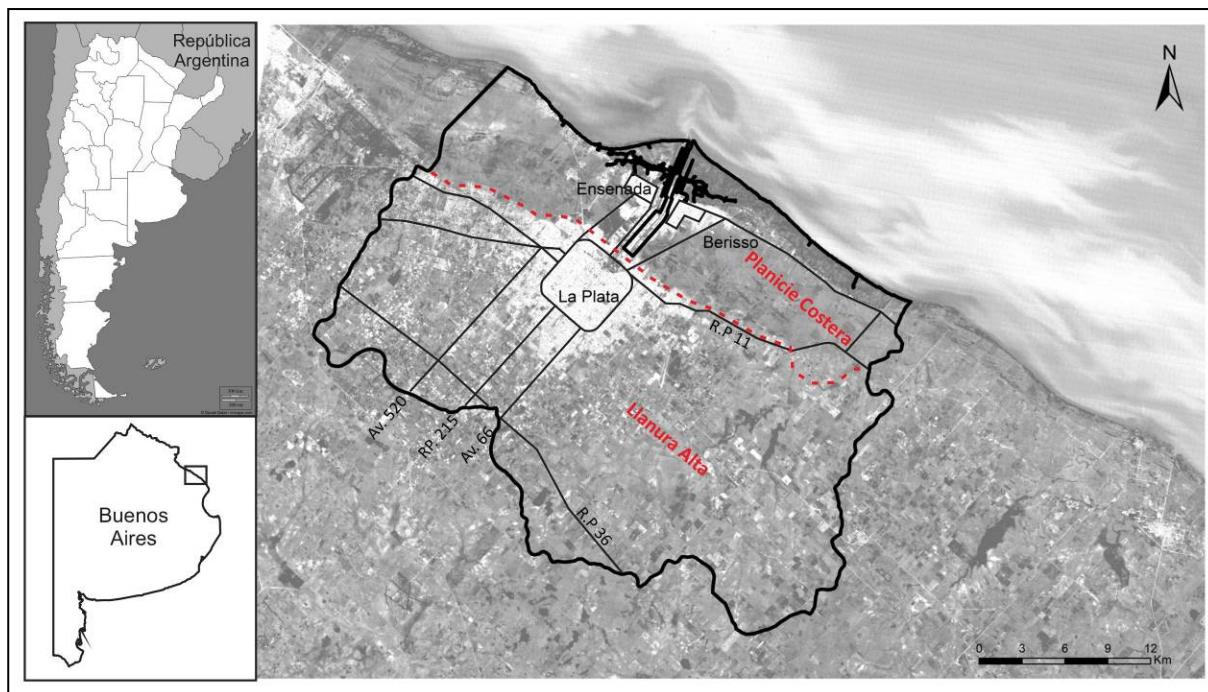 República
Argentina
Buenos
Aires
N
Ensenada
Berisso
Planicie Costera
La Plata
R.P 11
Llanura Alta
Av. 520
RP. 215
Av. 66
R.P 36
0 3 6 9 12
Km